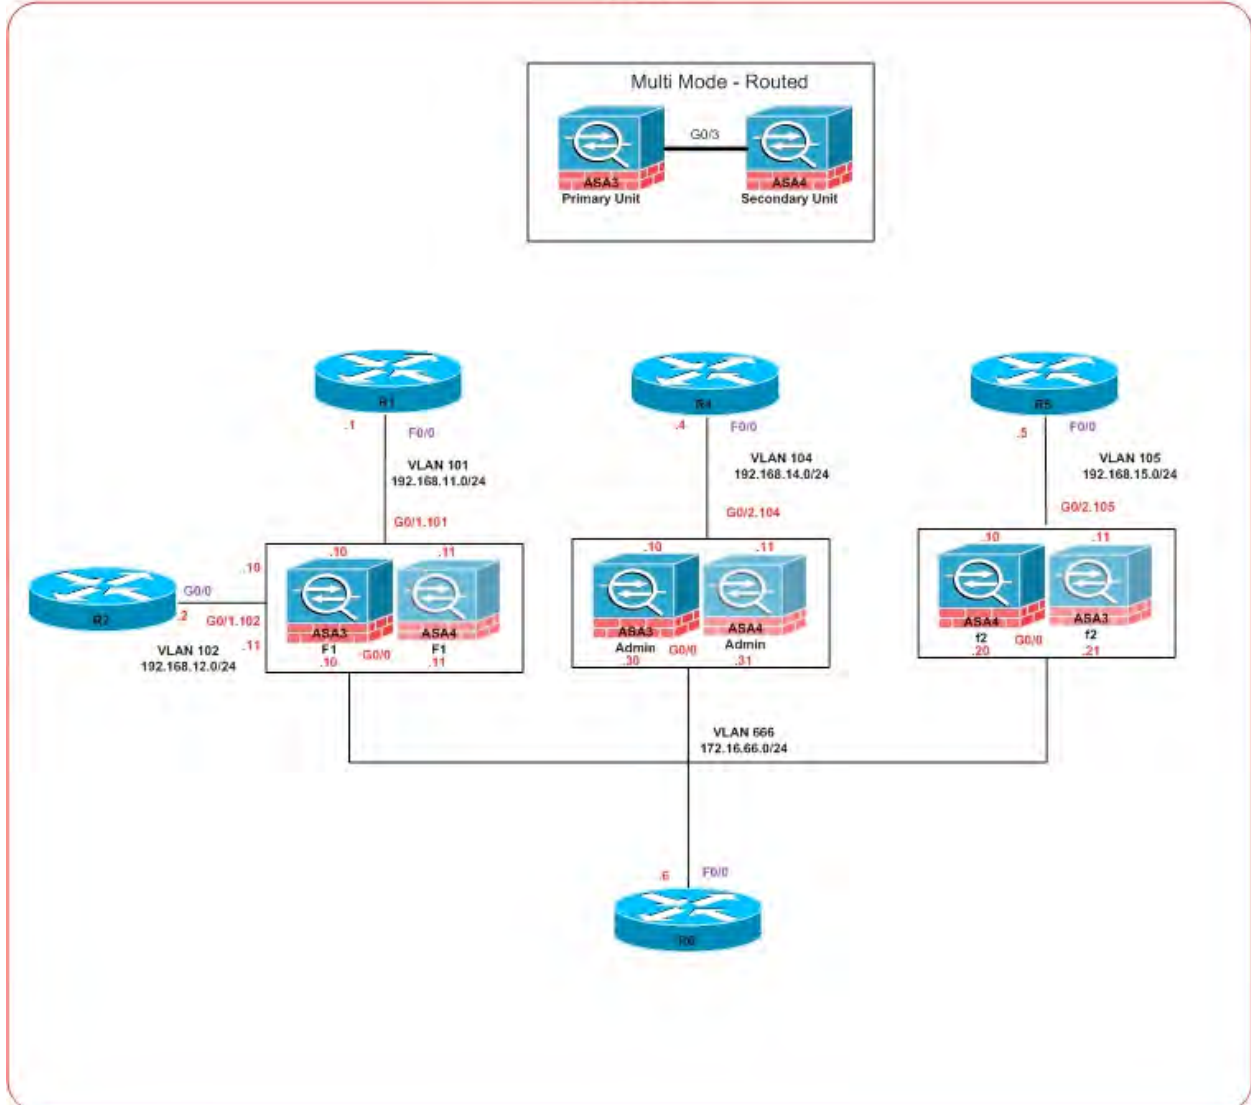 Multi Mode - Routed
G0/3
ASA3
ASA4
Primary Unit
Secondary Unit
R1
.1
F0/0
VLAN 101
192.168.11.0/24
G0/1.101
R4
.4
F0/0
VLAN 104
192.168.14.0/24
G0/2.104
R5
.5
F0/0
VLAN 105
192.168.15.0/24
G0/2.105
R2
G0/0
.10
.2
G0/1.102
.11
VLAN 102
192.168.12.0/24
.10
.11
ASA3
ASA4
F1
G0/0
F1
.10
.11
.10
.11
ASA3
ASA4
Admin
G0/0
Admin
.30
.31
.10
.11
ASA4
ASA3
f2
G0/0
f2
.20
.21
VLAN 666
172.16.66.0/24
.6
F0/0
R6